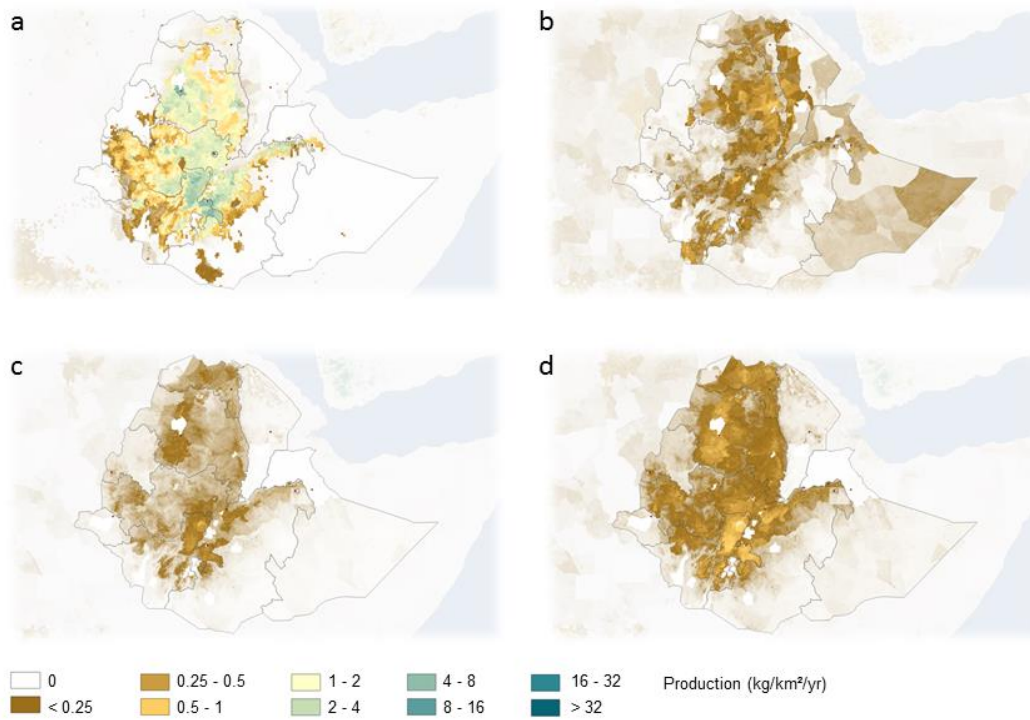 a b
c d
0 0.25 - 0.5 1 - 2 4 - 8 16 - 32 Production (kg/km²/yr)
< 0.25 0.5 - 1 2 - 4 8 - 16 > 32